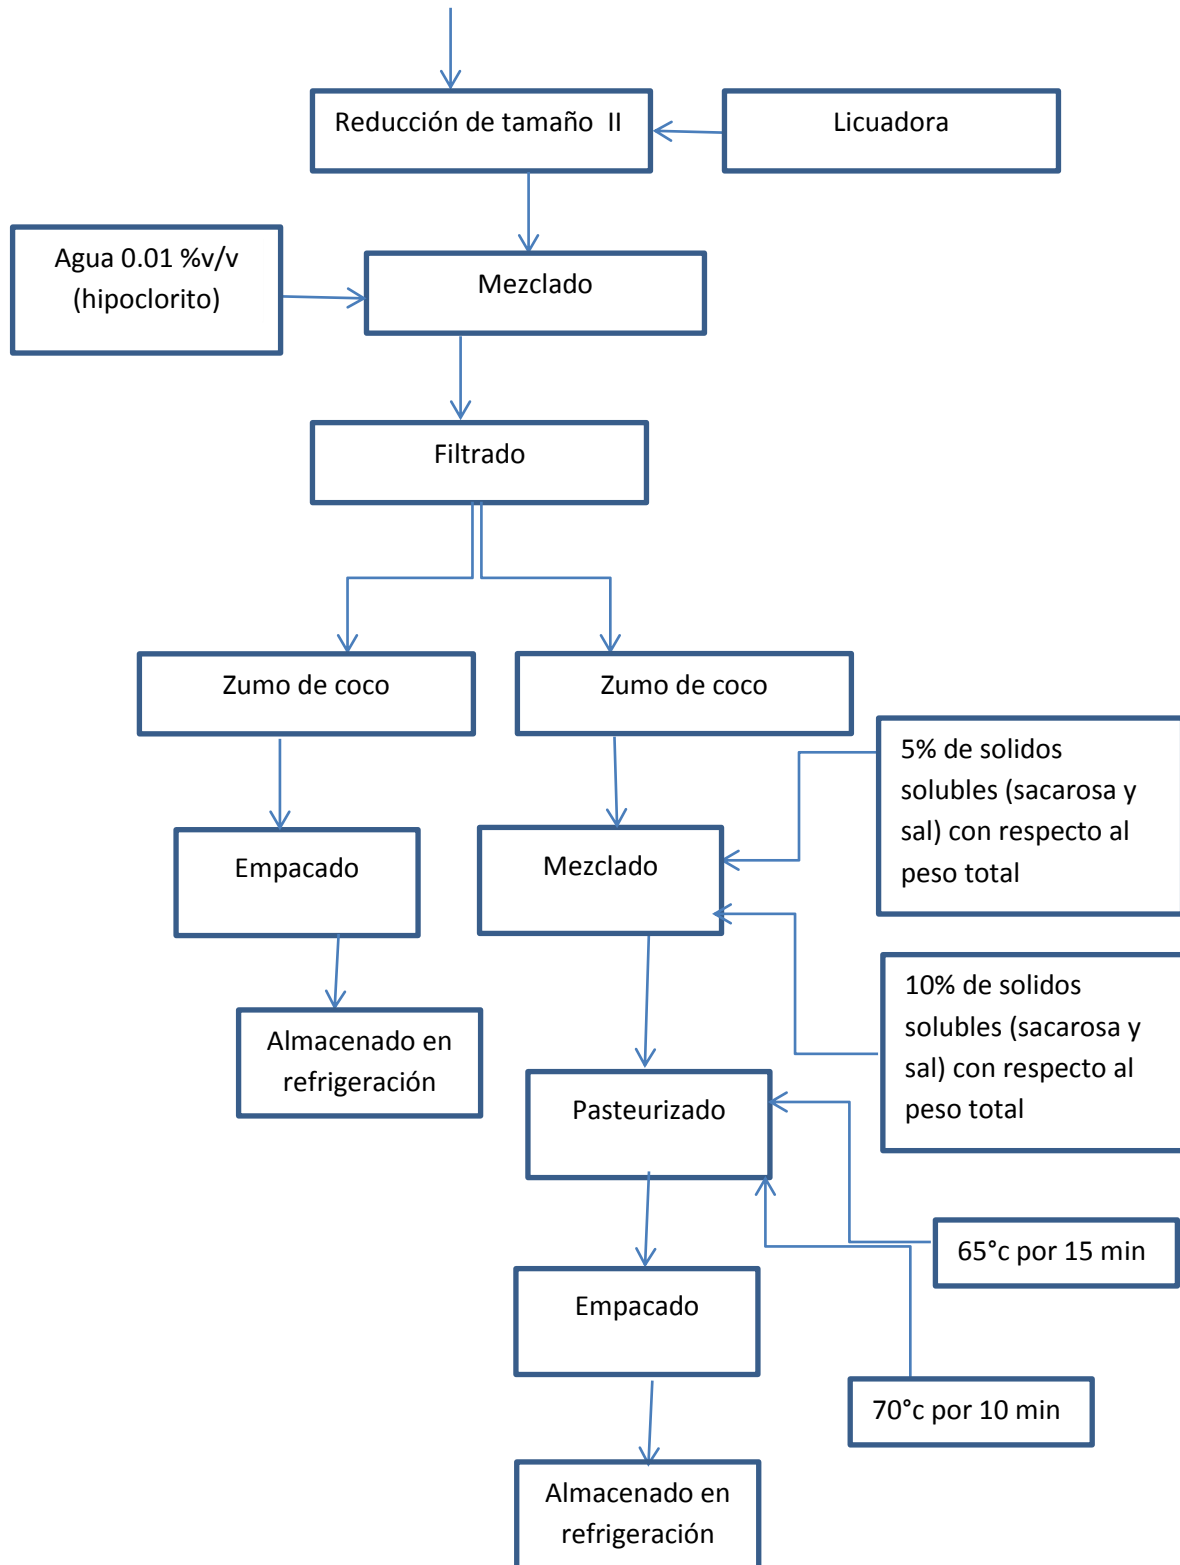 Reducción de tamaño  II
Licuadora
Agua 0.01 %v/v
(hipoclorito)
Mezclado
Filtrado
Zumo de coco
Zumo de coco
5% de solidos
solubles (sacarosa y
sal) con respecto al
peso total
Empacado
Mezclado
10% de solidos
solubles (sacarosa y
sal) con respecto al
peso total
Almacenado en
refrigeración
Pasteurizado
65°c por 15 min
Empacado
70°c por 10 min
Almacenado en
refrigeración